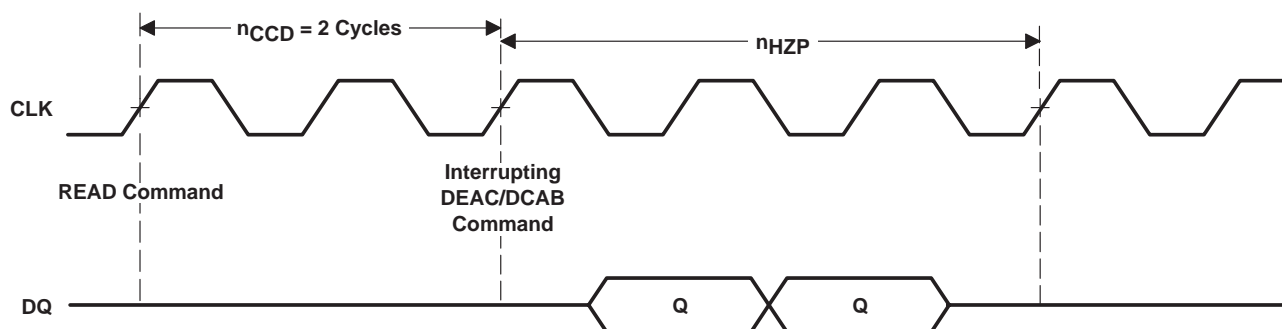 nCCD = 2 Cycles
nHZP
CLK
READ Command
Interrupting
DEAC/DCAB
Command
DQ
Q
Q